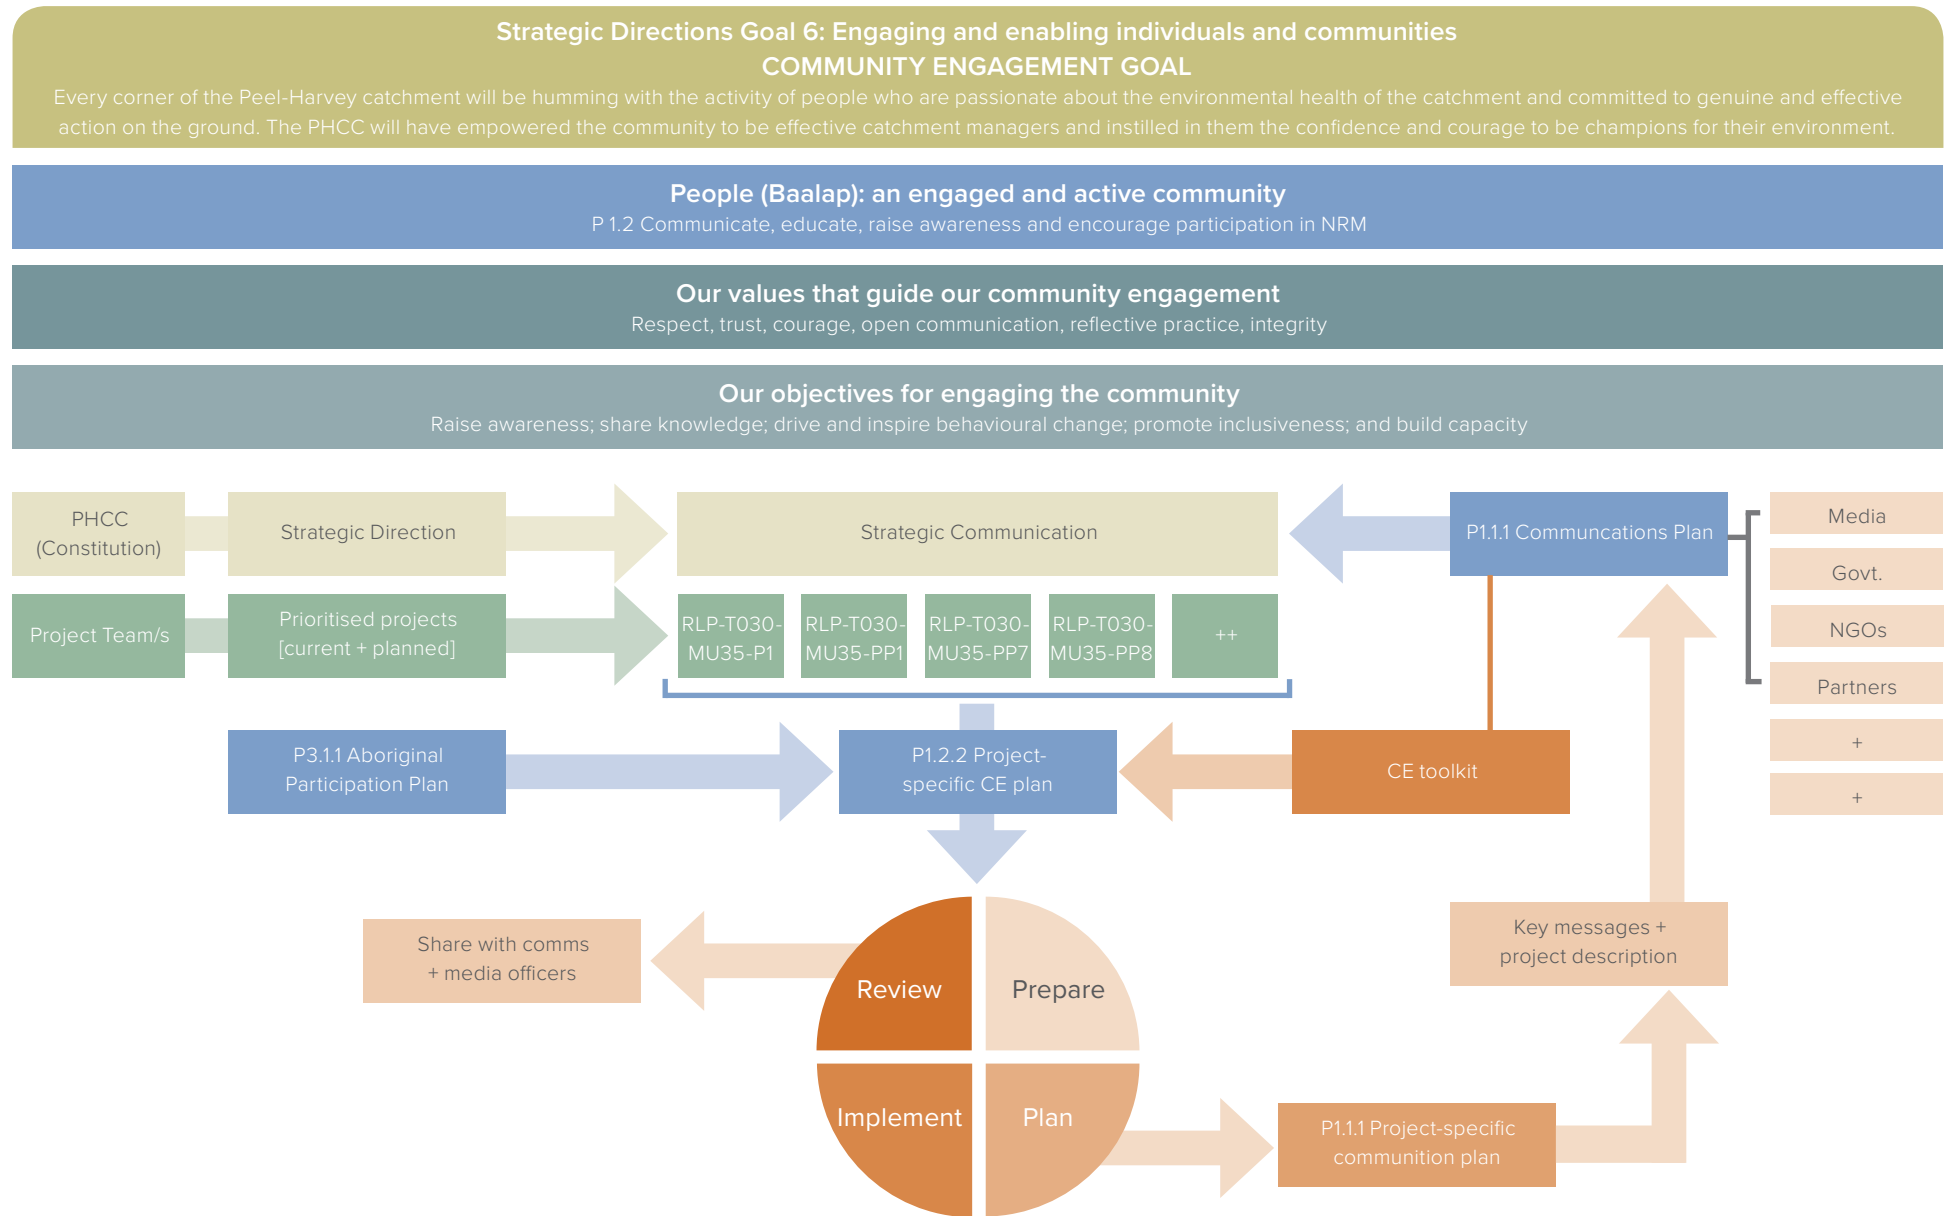 Strategic Directions Goal 6: Engaging and enabling individuals and communities
COMMUNITY ENGAGEMENT GOAL
Every corner of the Peel-Harvey catchment will be humming with the activity of people who are passionate about the environmental health of the catchment and committed to genuine and effective
action on the ground. The PHCC will have empowered the community to be effective catchment managers and instilled in them the confidence and courage to be champions for their environment.
People (Baalap): an engaged and active community
P 1.2 Communicate, educate, raise awareness and encourage participation in NRM
Our values that guide our community engagement
Respect, trust, courage, open communication, reflective practice, integrity
Our objectives for engaging the community
Raise awareness; share knowledge; drive and inspire behavioural change; promote inclusiveness; and build capacity
PHCC
(Constitution)
Strategic Direction
Strategic Communication
P1.1.1 Communcations Plan
Media
Govt.
NGOs
Partners
+
+
Project Team/s
Prioritised projects
[current + planned]
RLP-T030-
MU35-P1
RLP-T030-
MU35-PP1
RLP-T030-
MU35-PP7
RLP-T030-
MU35-PP8
++
P3.1.1 Aboriginal
Participation Plan
P1.2.2 Project-
specific CE plan
CE toolkit
Share with comms
+ media officers
Review
Prepare
Implement
Plan
Key messages +
project description
P1.1.1 Project-specific
communition plan